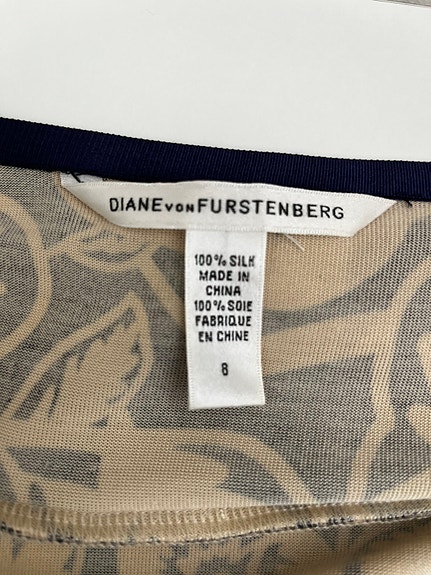 DIANE VON FURSTENBERG
100% SILK
MADE IN
CHINA
100% SOIE
FABRIQUE
EN CHINE
8